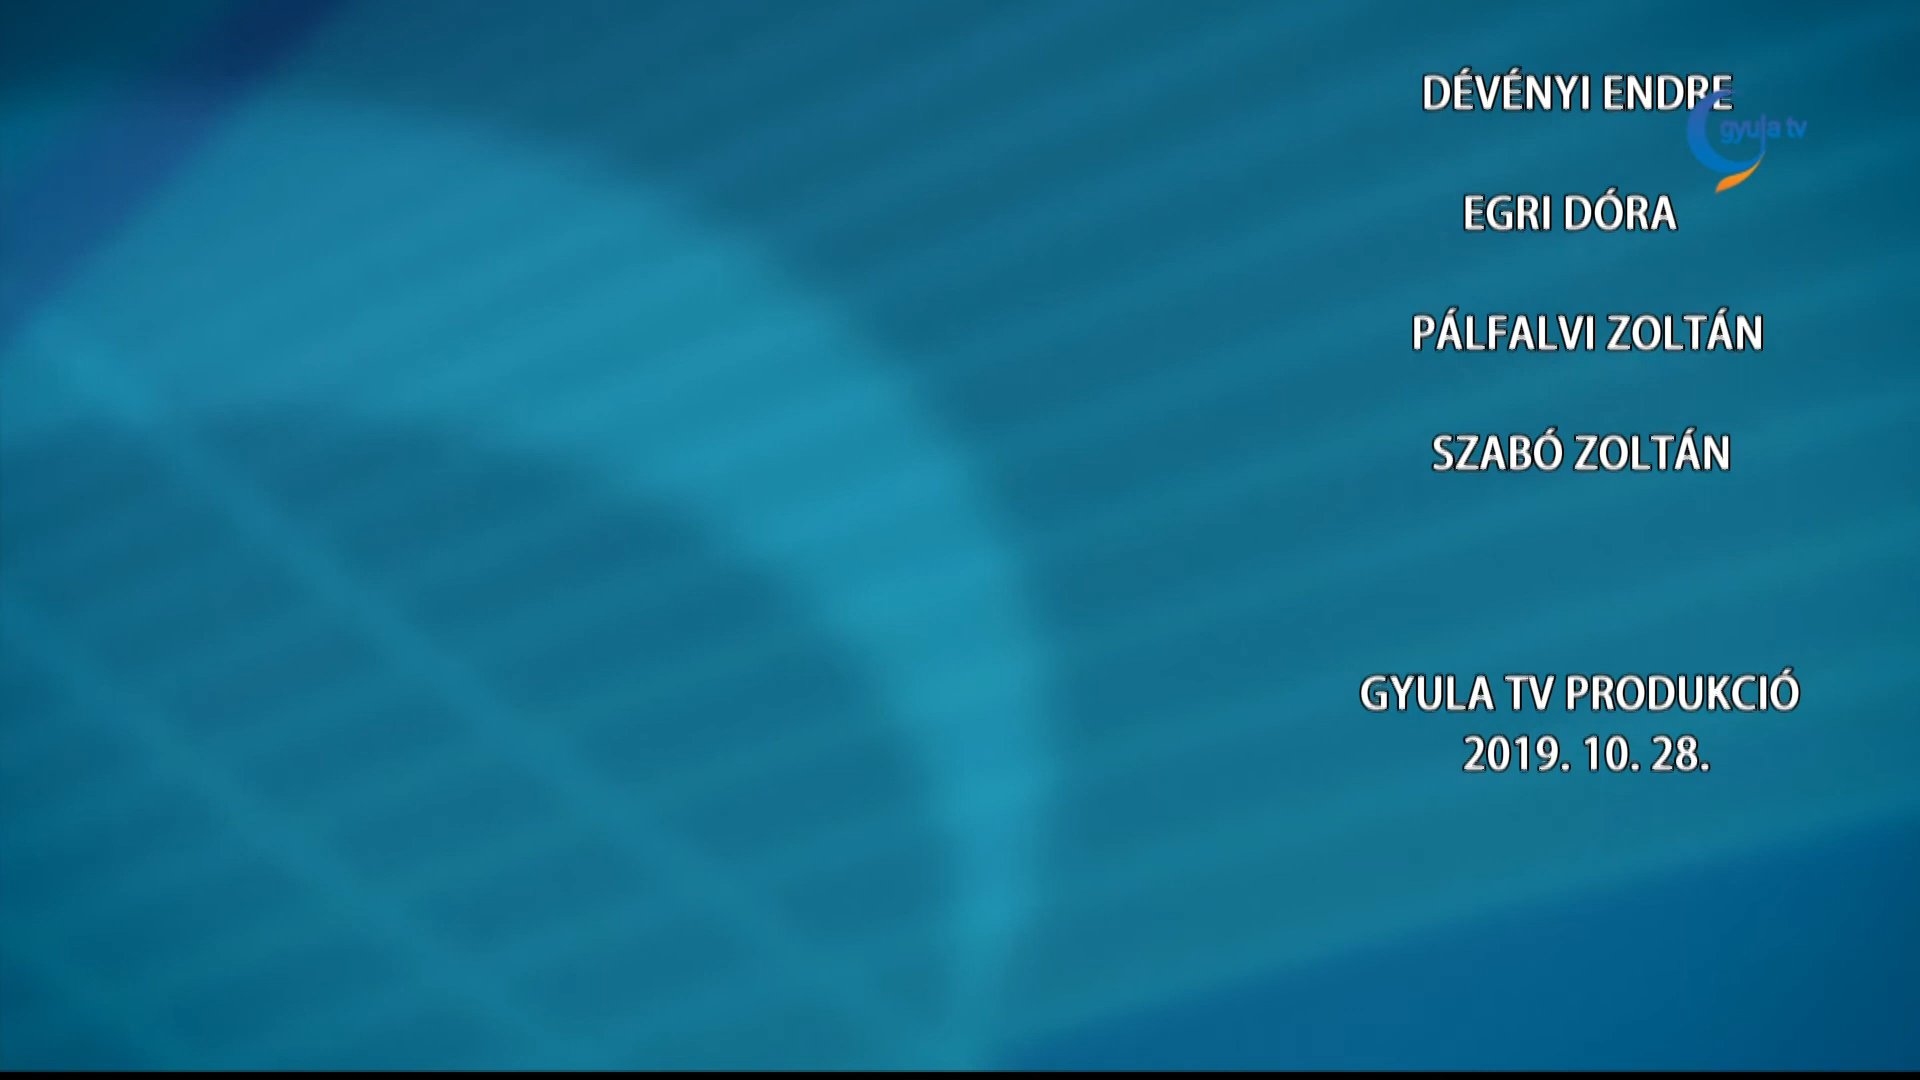 DÉVÉNYI ENDRE
gyula tv
EGRI DÓRA
PÁLFALVI ZOLTÁN
SZABÓ ZOLTÁN
GYULA TV PRODUKCIÓ
2019. 10. 28.